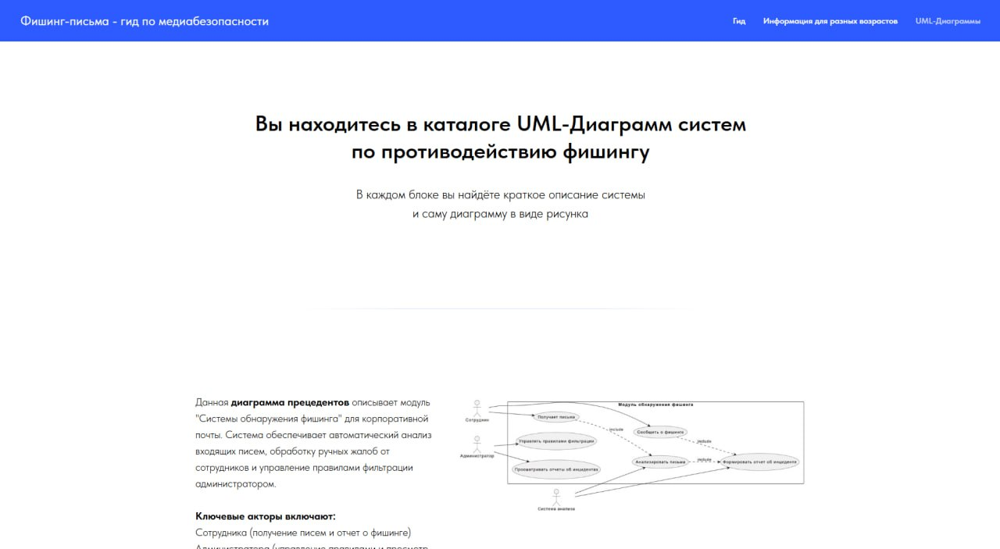 Фишинг-письма - гид по медиабезопасности
Гид
Информация для разных возрастов
UML-Диаграммы
Вы находитесь в каталоге UML-Диаграмм систем
по противодействию фишингу
В каждом блоке вы найдёте краткое описание системы
и саму диаграмму в виде рисунка
Данная диаграмма прецедентов описывает модуль
"Системы обнаружения фишинга" для корпоративной
почты. Система обеспечивает автоматический анализ
входящих писем, обработку ручных жалоб от
сотрудников и управление правилами фильтрации
администратором.
Ключевые акторы включают:
Сотрудника (получение писем и отчет о фишинге)
Администратора (управление правилами и просмотр
Модуль обнаружения фишинга
Сотрудник
Получает письма
Сообщить о фишинге
include
Управлять правилами фильтрации
include
Администратор
Анализировать письма
include
Формировать отчет об инциденте
Просматривать отчеты об инцидентах
Система анализа